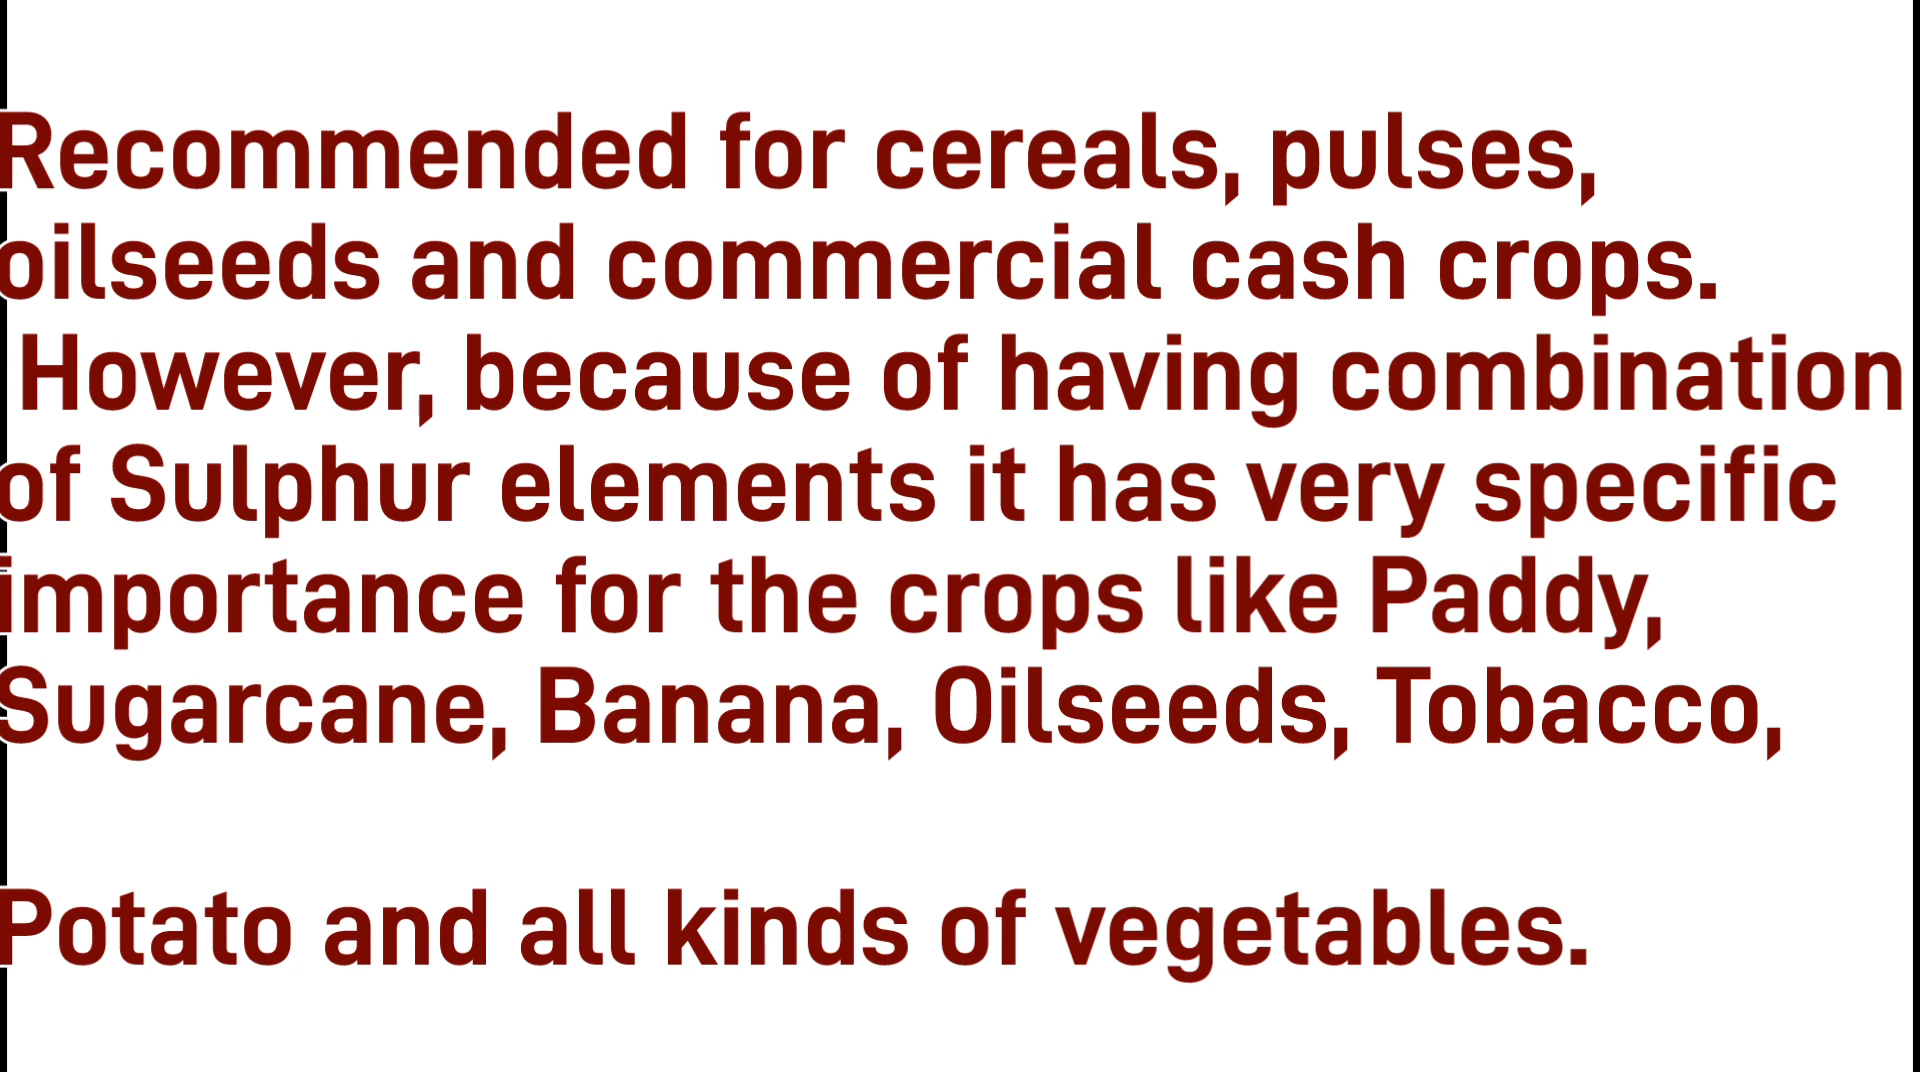 Recommended for cereals, pulses,
oilseeds and commercial cash crops.
However, because of having combination
of Sulphur elements it has very specific
importance for the crops like Paddy,
Sugarcane, Banana, Oilseeds, Tobacco,
Potato and all kinds of vegetables.